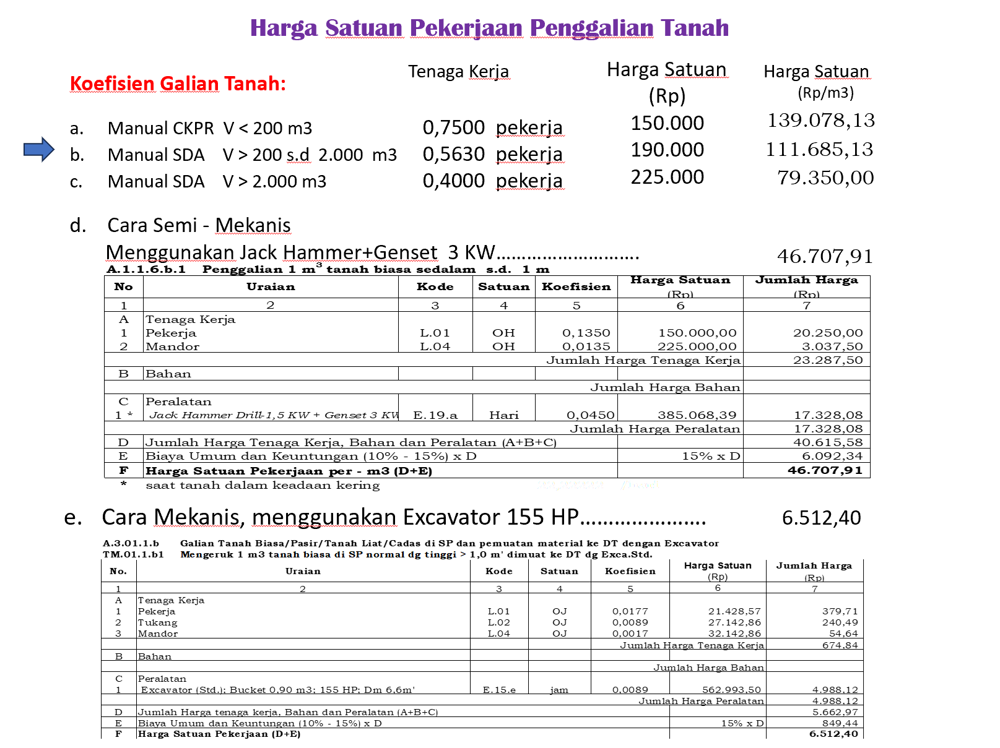 Harga Satuan Pekerjaan Penggalian Tanah
Koefisien Galian Tanah:
Tenaga Kerja
Harga Satuan
(Rp)
Harga Satuan
(Rp/m3)
a. Manual CKPR V < 200 m3 0,7500 pekerja 150.000 139.078,13
b. Manual SDA V > 200 s.d 2.000 m3 0,5630 pekerja 190.000 111.685,13
c. Manual SDA V > 2.000 m3 0,4000 pekerja 225.000 79.350,00
d. Cara Semi - Mekanis
Menggunakan Jack Hammer+Genset 3 KW............................ 46.707,91
A.1.1.6.b.1 Penggalian 1 m³ tanah biasa sedalam s.d. 1 m
No Uraian Kode Satuan Koefisien Harga Satuan (Rp) Jumlah Harga (Rp)
1 2 3 4 5 6 7
A Tenaga Kerja
1 Pekerja L.01 OH 0,1350 150.000,00 20.250,00
2 Mandor L.04 OH 0,0135 225.000,00 3.037,50
Jumlah Harga Tenaga Kerja 23.287,50
B Bahan
Jumlah Harga Bahan
C Peralatan
1 * Jack Hammer Drill-1,5 KW + Genset 3 KW E.19.a Hari 0,0450 385.068,39 17.328,08
Jumlah Harga Peralatan 17.328,08
D Jumlah Harga Tenaga Kerja, Bahan dan Peralatan (A+B+C) 40.615,58
E Biaya Umum dan Keuntungan (10% - 15%) x D 15% x D 6.092,34
F Harga Satuan Pekerjaan per - m3 (D+E) 46.707,91
* saat tanah dalam keadaan kering
e. Cara Mekanis, menggunakan Excavator 155 HP...................... 6.512,40
A.3.01.1.b Galian Tanah Biasa/Pasir/Tanah Liat/Cadas di SP dan pemuatan material ke DT dengan Excavator
TM.01.1.b1 Mengeruk 1 m3 tanah biasa di SP normal dg tinggi > 1,0 m' dimuat ke DT dg Exca.Std.
No. Uraian Kode Satuan Koefisien Harga Satuan (Rp) Jumlah Harga (Rp)
1 2 3 4 5 6 7
A Tenaga Kerja
1 Pekerja L.01 OJ 0,0177 21.428,57 379,71
2 Tukang L.02 OJ 0,0089 27.142,86 240,49
3 Mandor L.04 OJ 0,0017 32.142,86 54,64
Jumlah Harga Tenaga Kerja 674,84
B Bahan
Jumlah Harga Bahan
C Peralatan
1 Excavator (Std.); Bucket 0,90 m3; 155 HP; Dm 6,6m' E.15.e jam 0,0089 562.993,50 4.988,12
Jumlah Harga Peralatan 4.988,12
D Jumlah Harga tenaga kerja, Bahan dan Peralatan (A+B+C) 5.662,97
E Biaya Umum dan Keuntungan (10% - 15%) x D 15% x D 849,44
F Harga Satuan Pekerjaan (D+E) 6.512,40